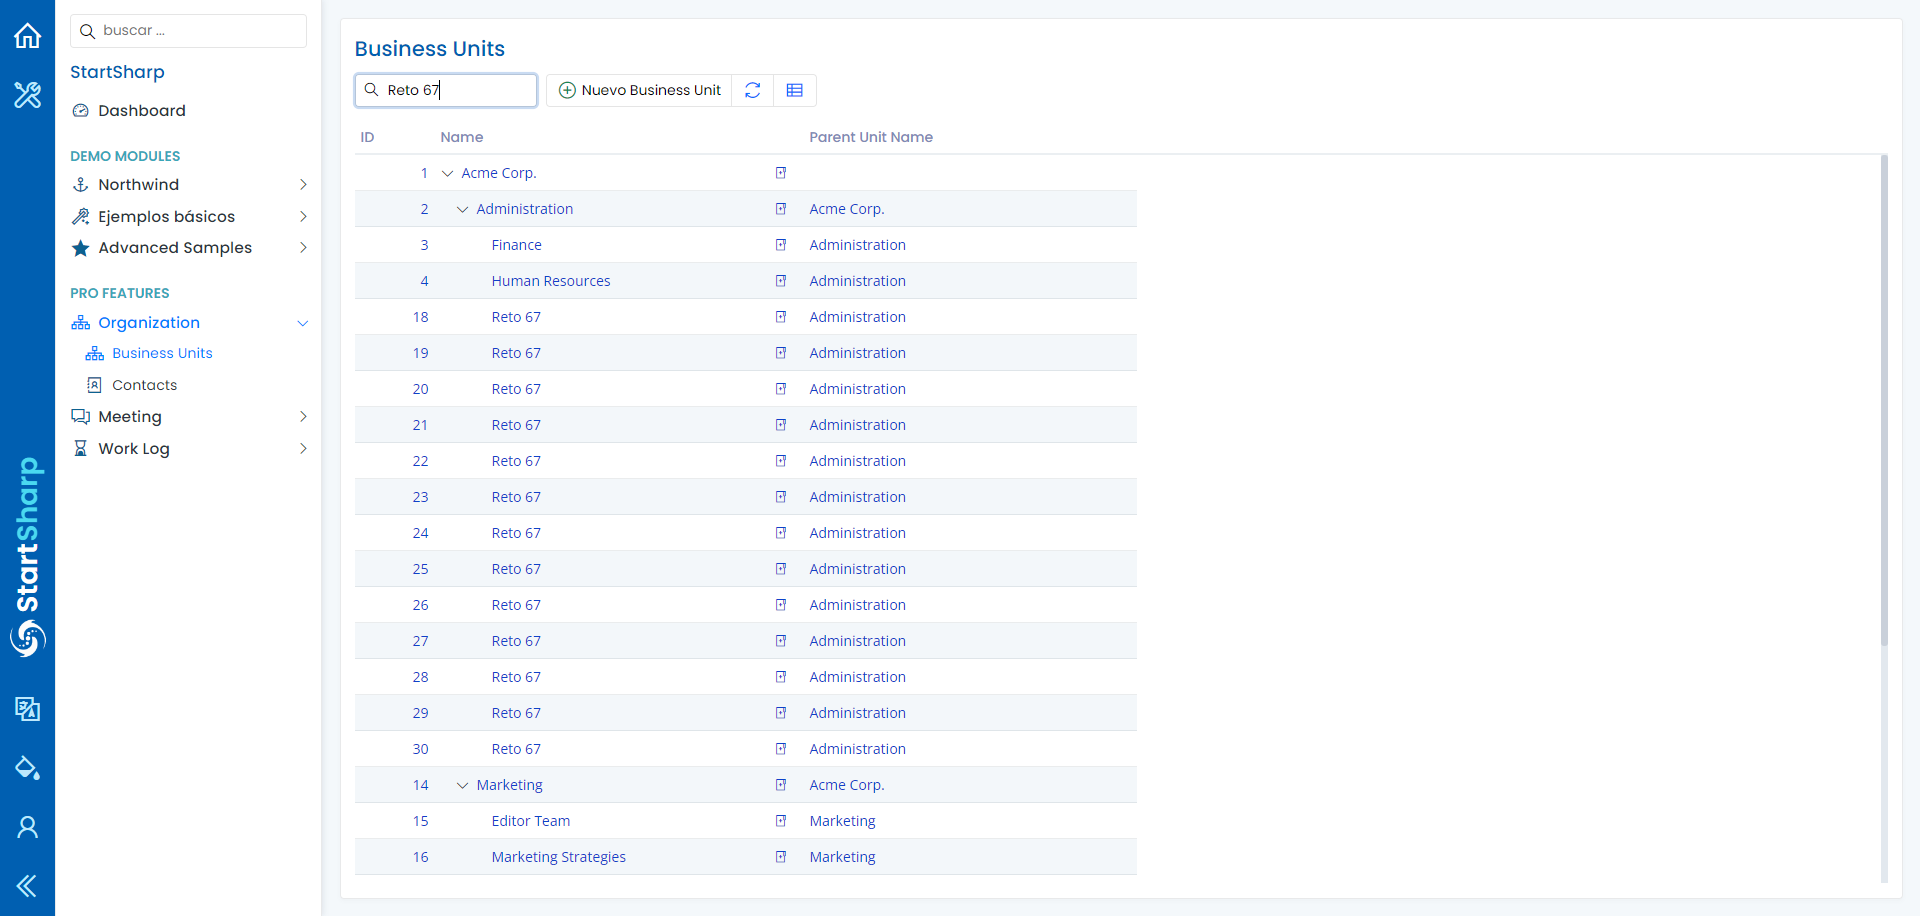 buscar ...
StartSharp
Dashboard
DEMO MODULES
Northwind
Ejemplos básicos
Advanced Samples
PRO FEATURES
Organization
Business Units
Contacts
Meeting
Work Log
StartSharp
Business Units
Reto 67
Nuevo Business Unit
ID Name Parent Unit Name
1 Acme Corp.
2 Administration Acme Corp.
3 Finance Administration
4 Human Resources Administration
18 Reto 67 Administration
19 Reto 67 Administration
20 Reto 67 Administration
21 Reto 67 Administration
22 Reto 67 Administration
23 Reto 67 Administration
24 Reto 67 Administration
25 Reto 67 Administration
26 Reto 67 Administration
27 Reto 67 Administration
28 Reto 67 Administration
29 Reto 67 Administration
30 Reto 67 Administration
14 Marketing Acme Corp.
15 Editor Team Marketing
16 Marketing Strategies Marketing